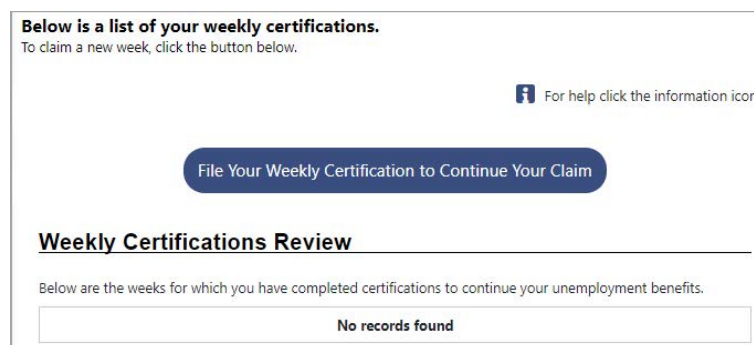 Below is a list of your weekly certifications.
To claim a new week, click the button below.
For help click the information icon
File Your Weekly Certification to Continue Your Claim
Weekly Certifications Review
Below are the weeks for which you have completed certifications to continue your unemployment benefits.
No records found